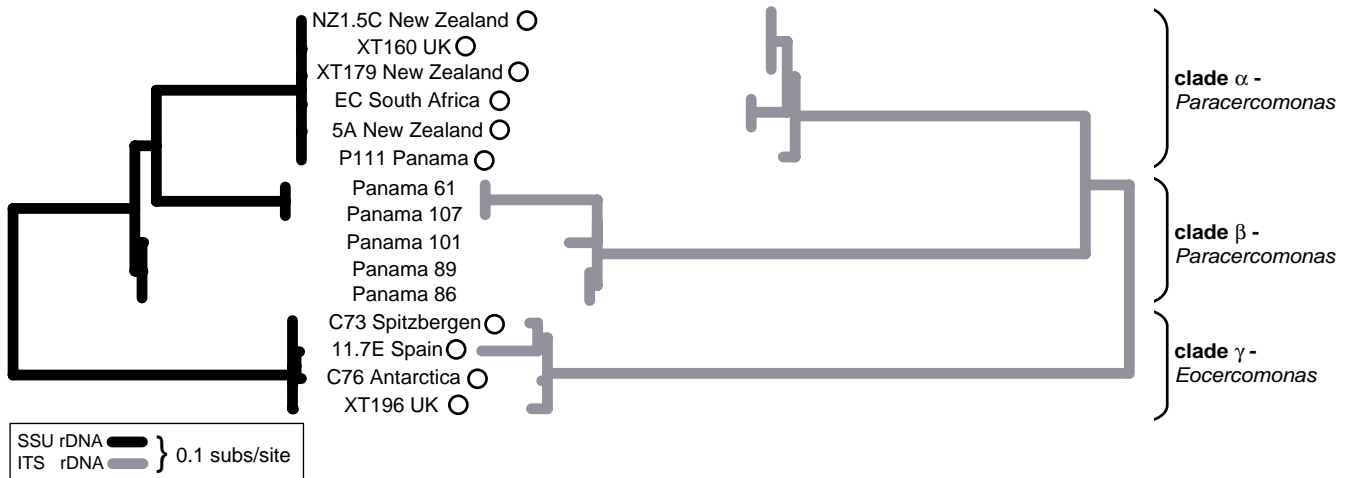 NZ1.5C New Zealand
XT160 UK
XT179 New Zealand
EC South Africa
5A New Zealand
P111 Panama
Panama 61
Panama 107
Panama 101
Panama 89
Panama 86
C73 Spitzbergen
11.7E Spain
C76 Antarctica
XT196 UK
clade α -
Paracercomonas
clade β -
Paracercomonas
clade γ -
Eocercomonas
SSU rDNA
ITS rDNA
} 0.1 subs/site